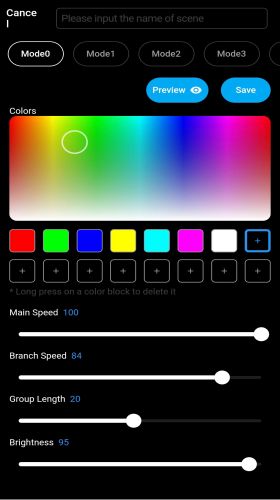 Cance
l
Please input the name of scene
Mode0 Mode1 Mode2 Mode3
Preview Save
Colors
+
+ + + + + + + +
* Long press on a color block to delete it
Main Speed 100
Branch Speed 84
Group Length 20
Brightness 95